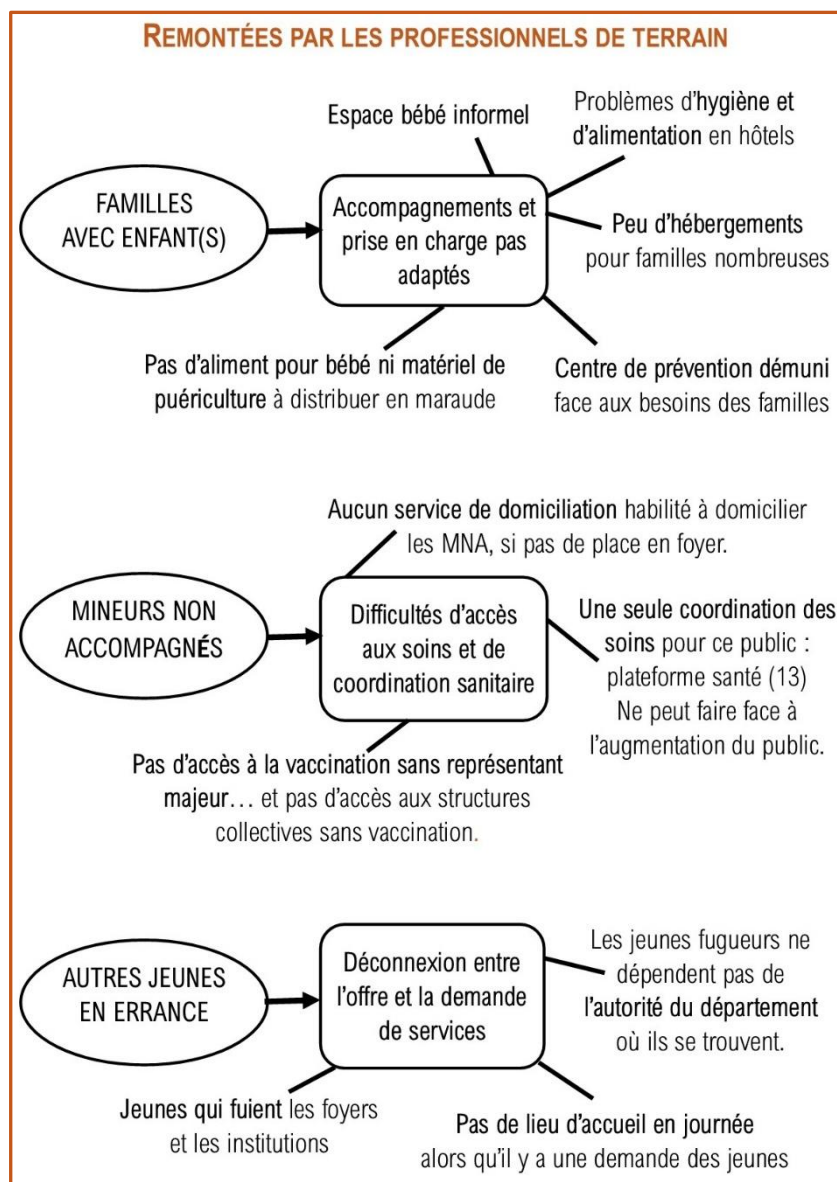 REMONTÉES PAR LES PROFESSIONNELS DE TERRAIN
Espace bébé informel
Problèmes d'hygiène et
d'alimentation en hôtels
FAMILLES
AVEC ENFANT(S)
Accompagnements et
prise en charge pas
adaptés
Peu d'hébergements
pour familles nombreuses
Pas d'aliment pour bébé ni matériel de
puériculture à distribuer en maraude
Centre de prévention démuni
face aux besoins des familles
Aucun service de domiciliation habilité à domicilier
les MNA, si pas de place en foyer.
MINEURS NON
ACCOMPAGNÉS
Difficultés d'accès
aux soins et de
coordination sanitaire
Une seule coordination des
soins pour ce public :
plateforme santé (13)
Ne peut faire face à
l'augmentation du public.
Pas d'accès à la vaccination sans représentant
majeur… et pas d'accès aux structures
collectives sans vaccination.
AUTRES JEUNES
EN ERRANCE
Déconnexion entre
l'offre et la demande
de services
Les jeunes fugueurs ne
dépendent pas de
l'autorité du département
où ils se trouvent.
Jeunes qui fuient les foyers
et les institutions
Pas de lieu d'accueil en journée
alors qu'il y a une demande des jeunes